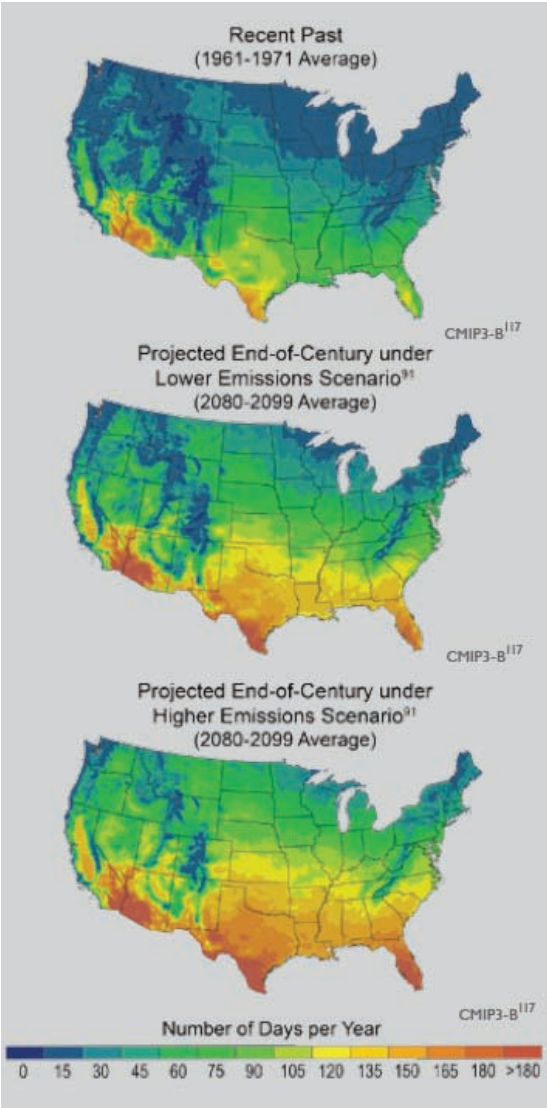 Recent Past
(1961-1971 Average)
CMIP3-B117
Projected End-of-Century under
Lower Emissions Scenario91
(2080-2099 Average)
CMIP3-B117
Projected End-of-Century under
Higher Emissions Scenario91
(2080-2099 Average)
CMIP3-B117
Number of Days per Year
0 15 30 45 60 75 90 105 120 135 150 165 180 >180